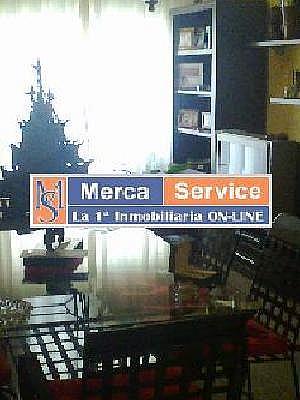 MS Merca Service
La 1ª Inmobiliaria ON-LINE